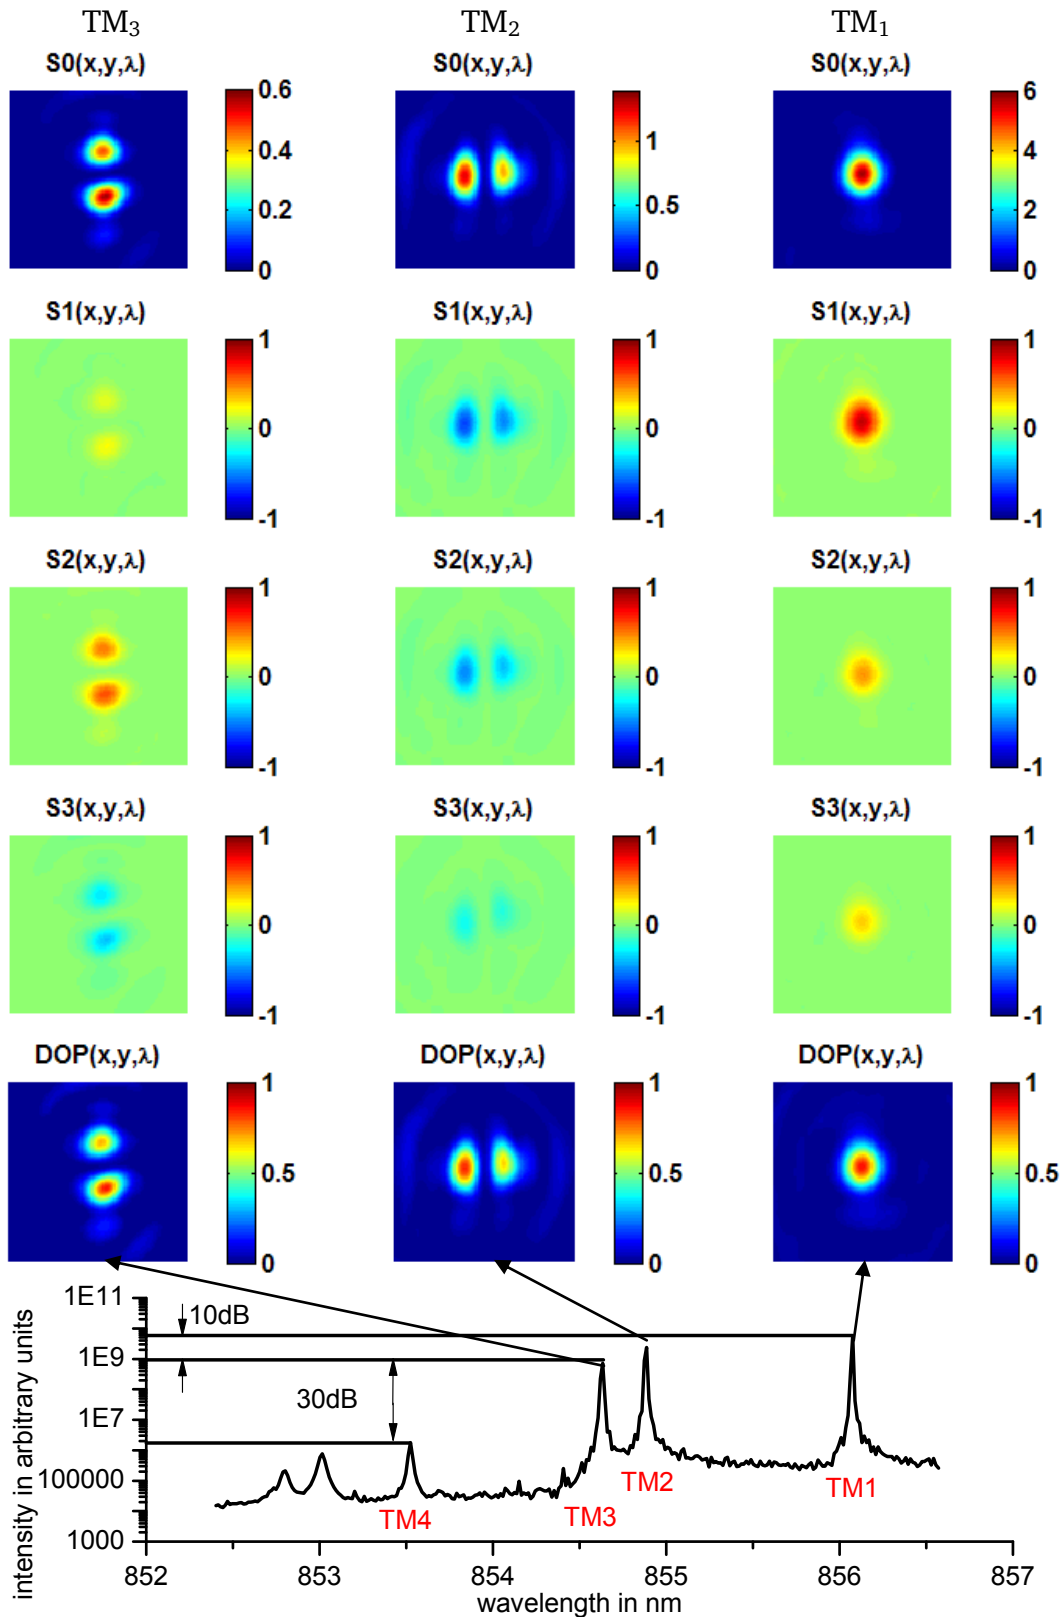 TM₃ TM₂ TM₁
S0(x,y,λ) S0(x,y,λ) S0(x,y,λ)
0.6 0.4 0.2 0
1 0.5 0
6 4 2 0
S1(x,y,λ) S1(x,y,λ) S1(x,y,λ)
1 0 -1
1 0 -1
1 0 -1
S2(x,y,λ) S2(x,y,λ) S2(x,y,λ)
1 0 -1
1 0 -1
1 0 -1
S3(x,y,λ) S3(x,y,λ) S3(x,y,λ)
1 0 -1
1 0 -1
1 0 -1
DOP(x,y,λ) DOP(x,y,λ) DOP(x,y,λ)
1 0.5 0
1 0.5 0
1 0.5 0
intensity in arbitrary units
1E11
1E9
1E7
100000
1000
10dB
30dB
TM4 TM3 TM2 TM1
852 853 854 855 856 857
wavelength in nm